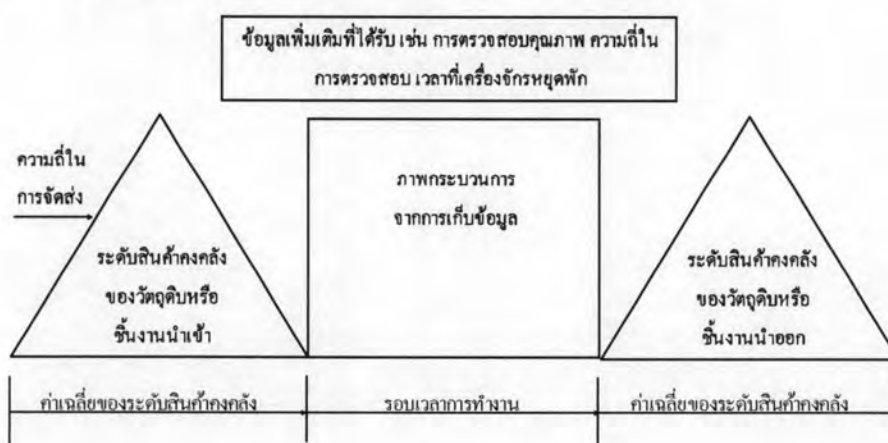 ข้อมูลเพิ่มเติมที่ได้รับ เช่น การตรวจสอบคุณภาพ ความถี่ใน
การตรวจสอบ เวลาที่เครื่องจักรหยุดพัก
ความถี่ใน
การจัดส่ง
ระดับสินค้าคงคลัง
ของวัตถุดิบหรือ
ชิ้นงานนำเข้า
ภาพกระบวนการ
จากการเก็บข้อมูล
ระดับสินค้าคงคลัง
ของวัตถุดิบหรือ
ชิ้นงานนำออก
ค่าเฉลี่ยของระดับสินค้าคงคลัง
รอบเวลาการทำงาน
ค่าเฉลี่ยของระดับสินค้าคงคลัง